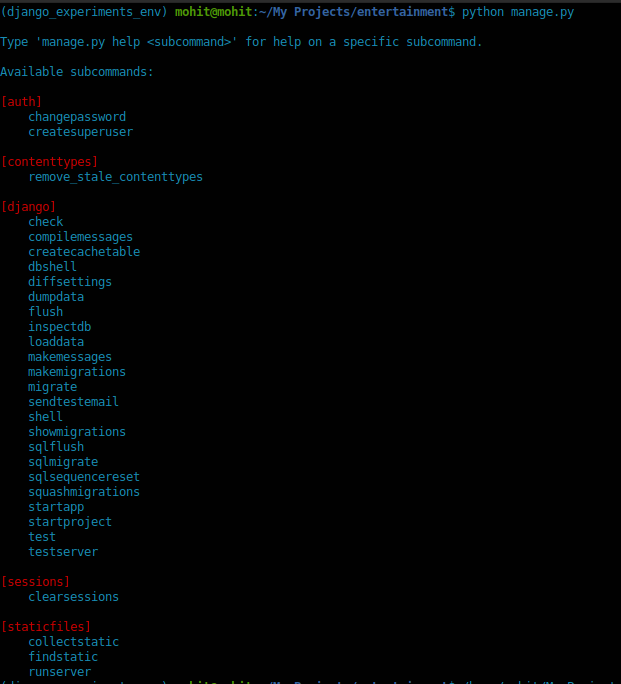 (django_experiments_env) mohit@mohit:~/My Projects/entertainment$ python manage.py
Type 'manage.py help <subcommand>' for help on a specific subcommand.
Available subcommands:
[auth]
    changepassword
    createsuperuser
[contenttypes]
    remove_stale_contenttypes
[django]
    check
    compilemessages
    createcachetable
    dbshell
    diffsettings
    dumpdata
    flush
    inspectdb
    loaddata
    makemessages
    makemigrations
    migrate
    sendtestemail
    shell
    showmigrations
    sqlflush
    sqlmigrate
    sqlsequencereset
    squashmigrations
    startapp
    startproject
    test
    testserver
[sessions]
    clearsessions
[staticfiles]
    collectstatic
    findstatic
    runserver